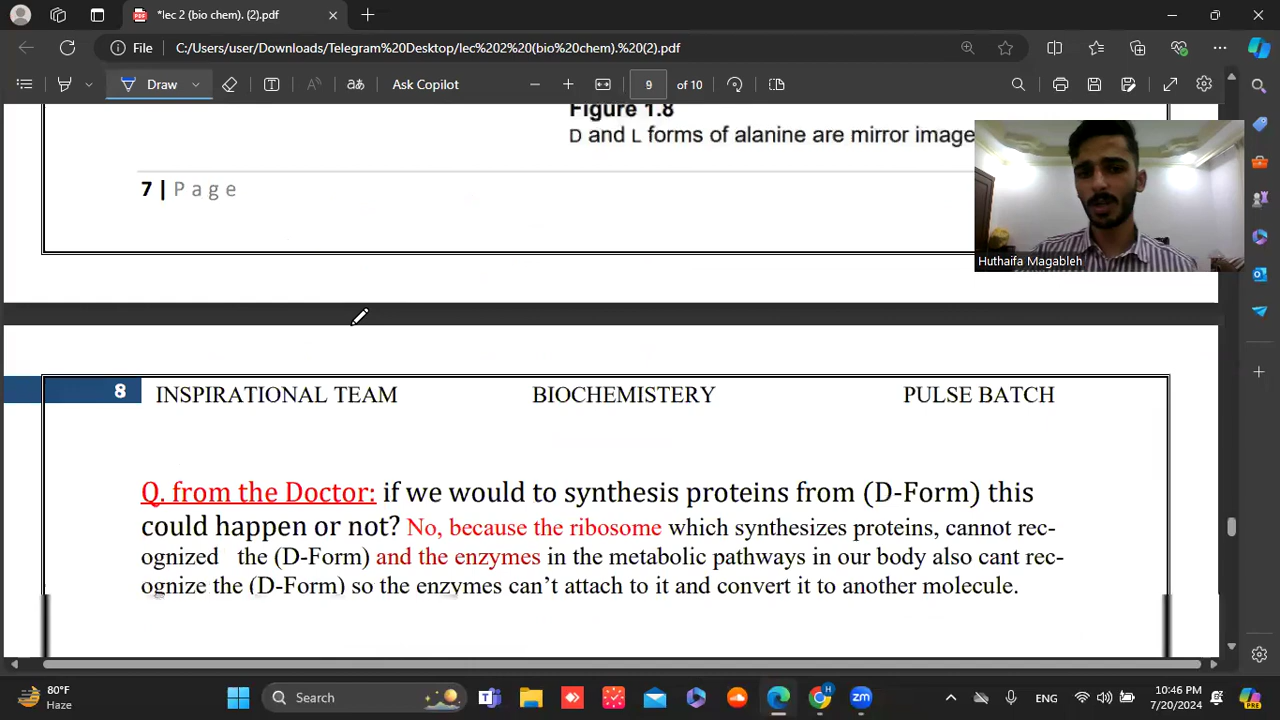 *lec 2 (bio chem). (2).pdf
File C:/Users/user/Downloads/Telegram%20Desktop/lec%202%20(bio%20chem).%20(2).pdf
Draw Ask Copilot 9 of 10
Figure 1.8
D and L forms of alanine are mirror image
7 | Page
Huthaifa Magableh
8 INSPIRATIONAL TEAM BIOCHEMISTERY PULSE BATCH
Q. from the Doctor: if we would to synthesis proteins from (D-Form) this
could happen or not? No, because the ribosome which synthesizes proteins, cannot rec-
ognized the (D-Form) and the enzymes in the metabolic pathways in our body also cant rec-
ognize the (D-Form) so the enzymes can't attach to it and convert it to another molecule.
80°F
Haze
Search
ENG
10:46 PM
7/20/2024
PRE